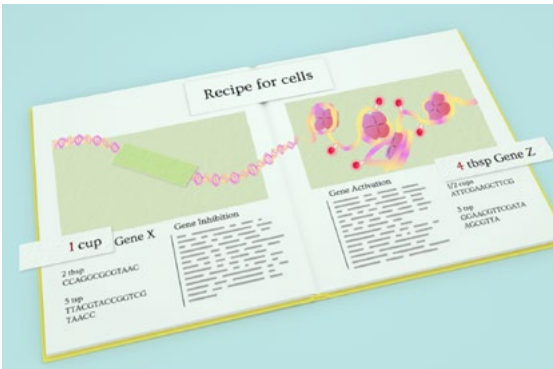 Recipe for cells
1 cup Gene X
Gene Inhibition
2 tbsp
CCAGGCGCGTAAC
5 tsp
TTACGTACCGGTCG
TAACC
4 tbsp Gene Z
Gene Activation
1/2 cups
ATTCGAAGCTTCG
3 tsp
GGAACGTTCGATA
AGCGTTA